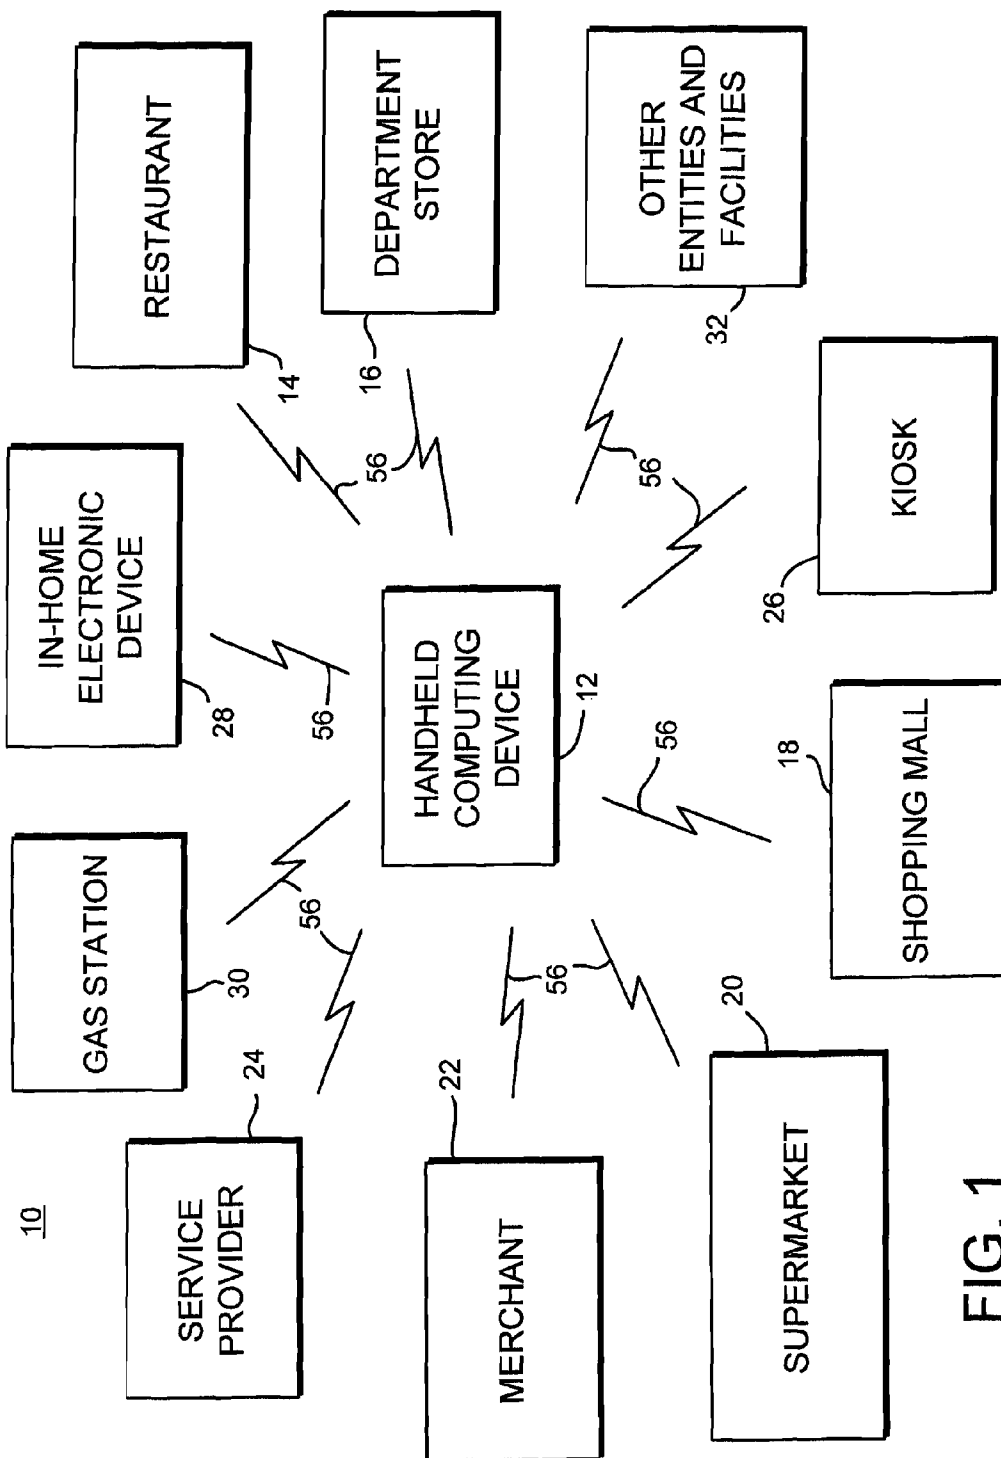 10
GAS STATION
30
IN-HOME
ELECTRONIC
DEVICE
28
RESTAURANT
14
SERVICE
PROVIDER
24
56
56
56
DEPARTMENT
STORE
16
MERCHANT
22
56
HANDHELD
COMPUTING
DEVICE
12
56
OTHER
ENTITIES AND
FACILITIES
32
SUPERMARKET
20
56
SHOPPING MALL
18
KIOSK
26
FIG. 1